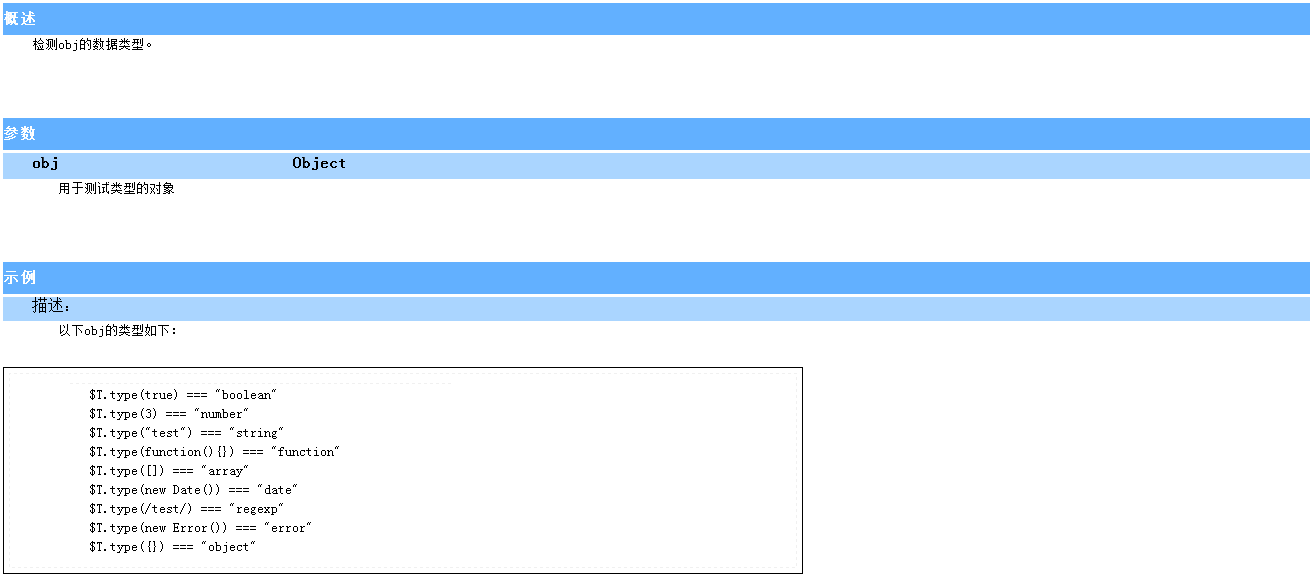 概述
检测obj的数据类型。
参数
obj Object
用于测试类型的对象
示例
描述:
以下obj的类型如下:
$T.type(true) === "boolean"
$T.type(3) === "number"
$T.type("test") === "string"
$T.type(function(){}) === "function"
$T.type([]) === "array"
$T.type(new Date()) === "date"
$T.type(/test/) === "regexp"
$T.type(new Error()) === "error"
$T.type({}) === "object"